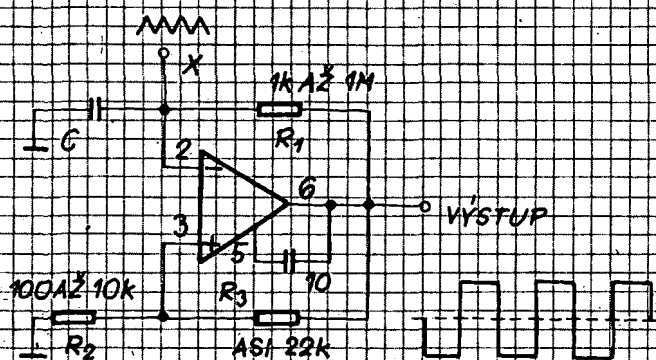 X
1k AŽ 1M
R1
C
2
−
6
VÝSTUP
3
+
5
10
100 AŽ 10k
R3
R2
ASI 22k